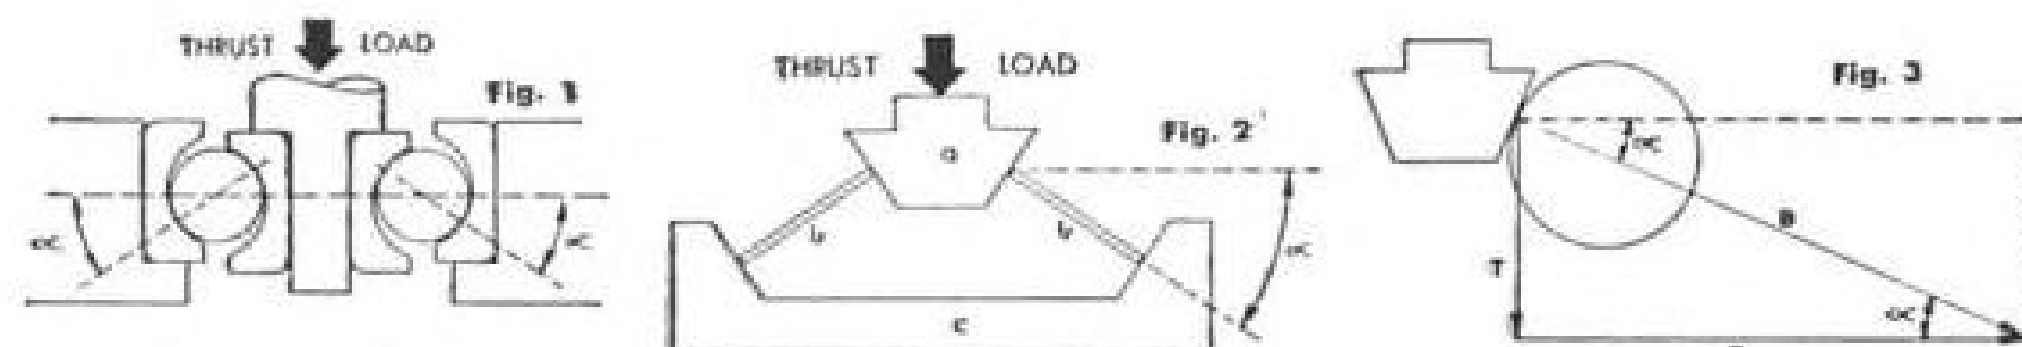 THRUST LOAD
Fig. 1
∝
∝
THRUST LOAD
Fig. 2
a
b
b
∝
c
Fig. 3
∝
B
T
∝